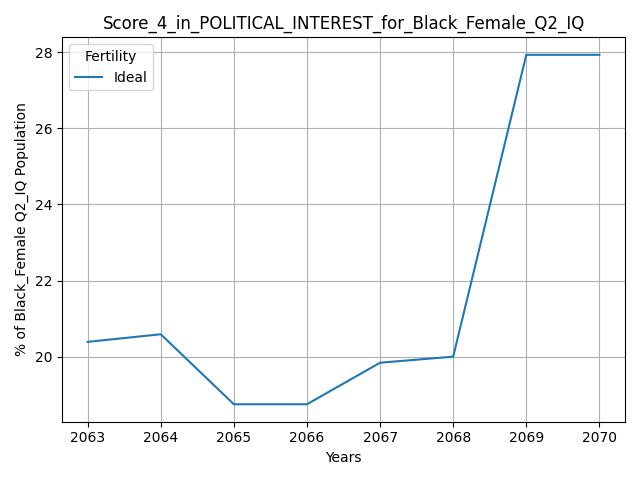 Score_4_in_POLITICAL_INTEREST_for_Black_Female_Q2_IQ
Fertility
Ideal
% of Black_Female Q2_IQ Population
28
26
24
22
20
2063 2064 2065 2066 2067 2068 2069 2070
Years